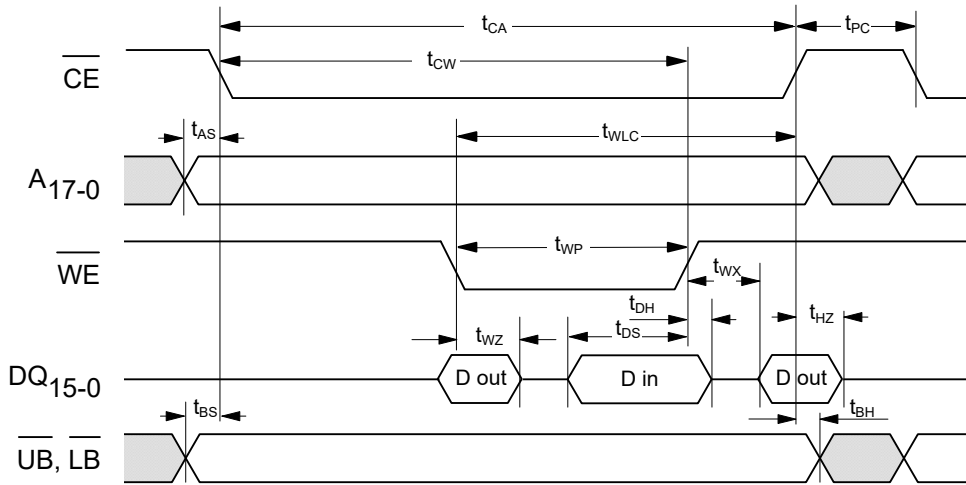 tCA
tPC
CE
tCW
tAS
tWLC
A17-0
WE
tWP
tWX
tDH
tHZ
tWZ
tDS
DQ15-0
D out
D in
D out
tBS
tBH
UB, LB